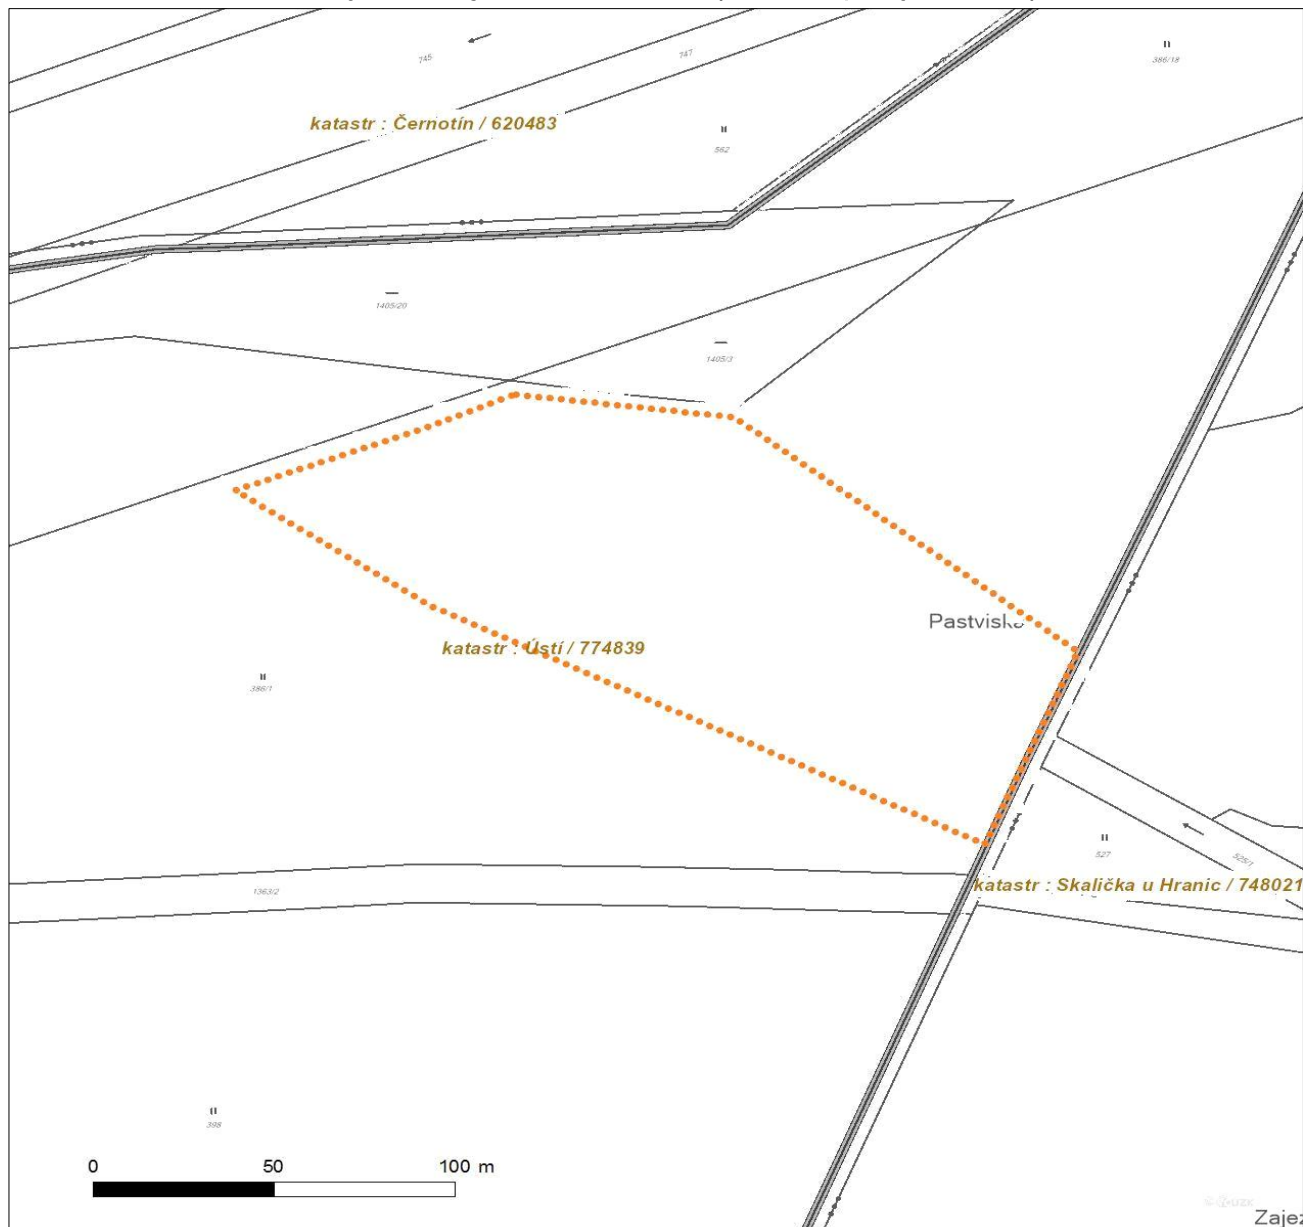 745
747
386/18
katastr : Černotín / 620483
562
1405/20
1405/3
Pastviska
katastr : Ústí / 774839
386/1
527
525/1
katastr : Skalička u Hranic / 748021
1363/2
398
0 50 100 m
Zajez